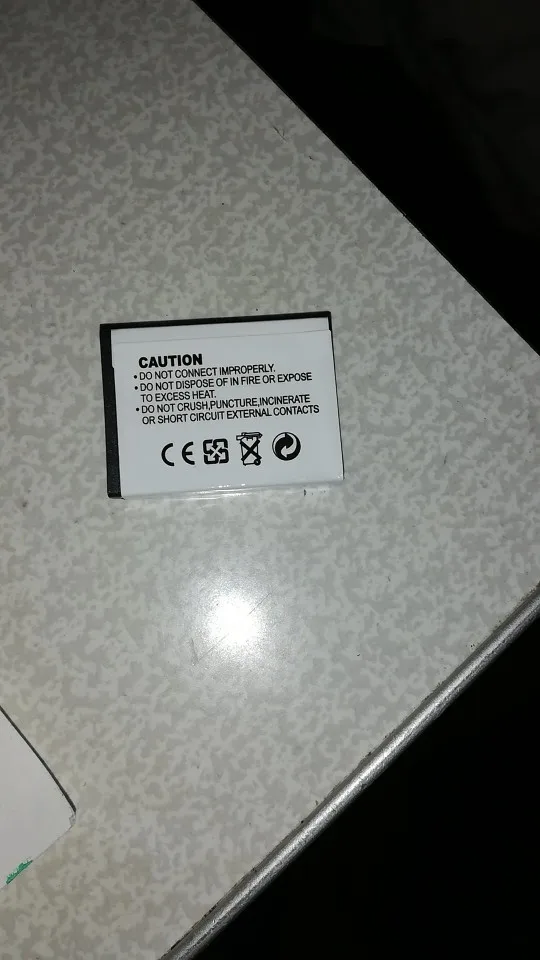 CAUTION
• DO NOT CONNECT IMPROPERLY.
• DO NOT DISPOSE OF IN FIRE OR EXPOSE
TO EXCESS HEAT.
• DO NOT CRUSH,PUNCTURE,INCINERATE
OR SHORT CIRCUIT EXTERNAL CONTACTS
CE